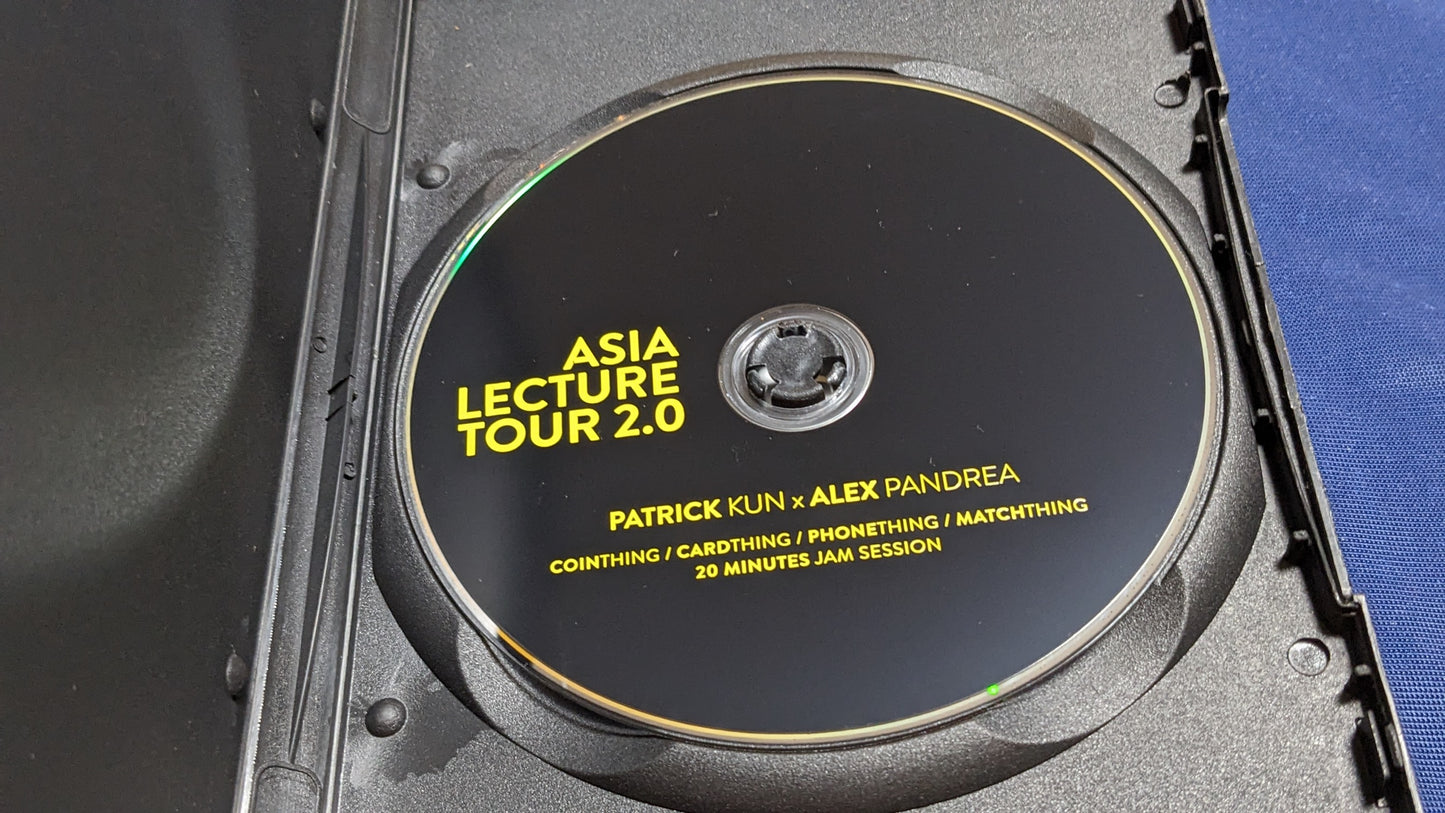 ASIA
LECTURE
TOUR 2.0
PATRICK KUN x ALEX PANDREA
COINTHING / CARDTHING / PHONETHING / MATCHTHING
20 MINUTES JAM SESSION